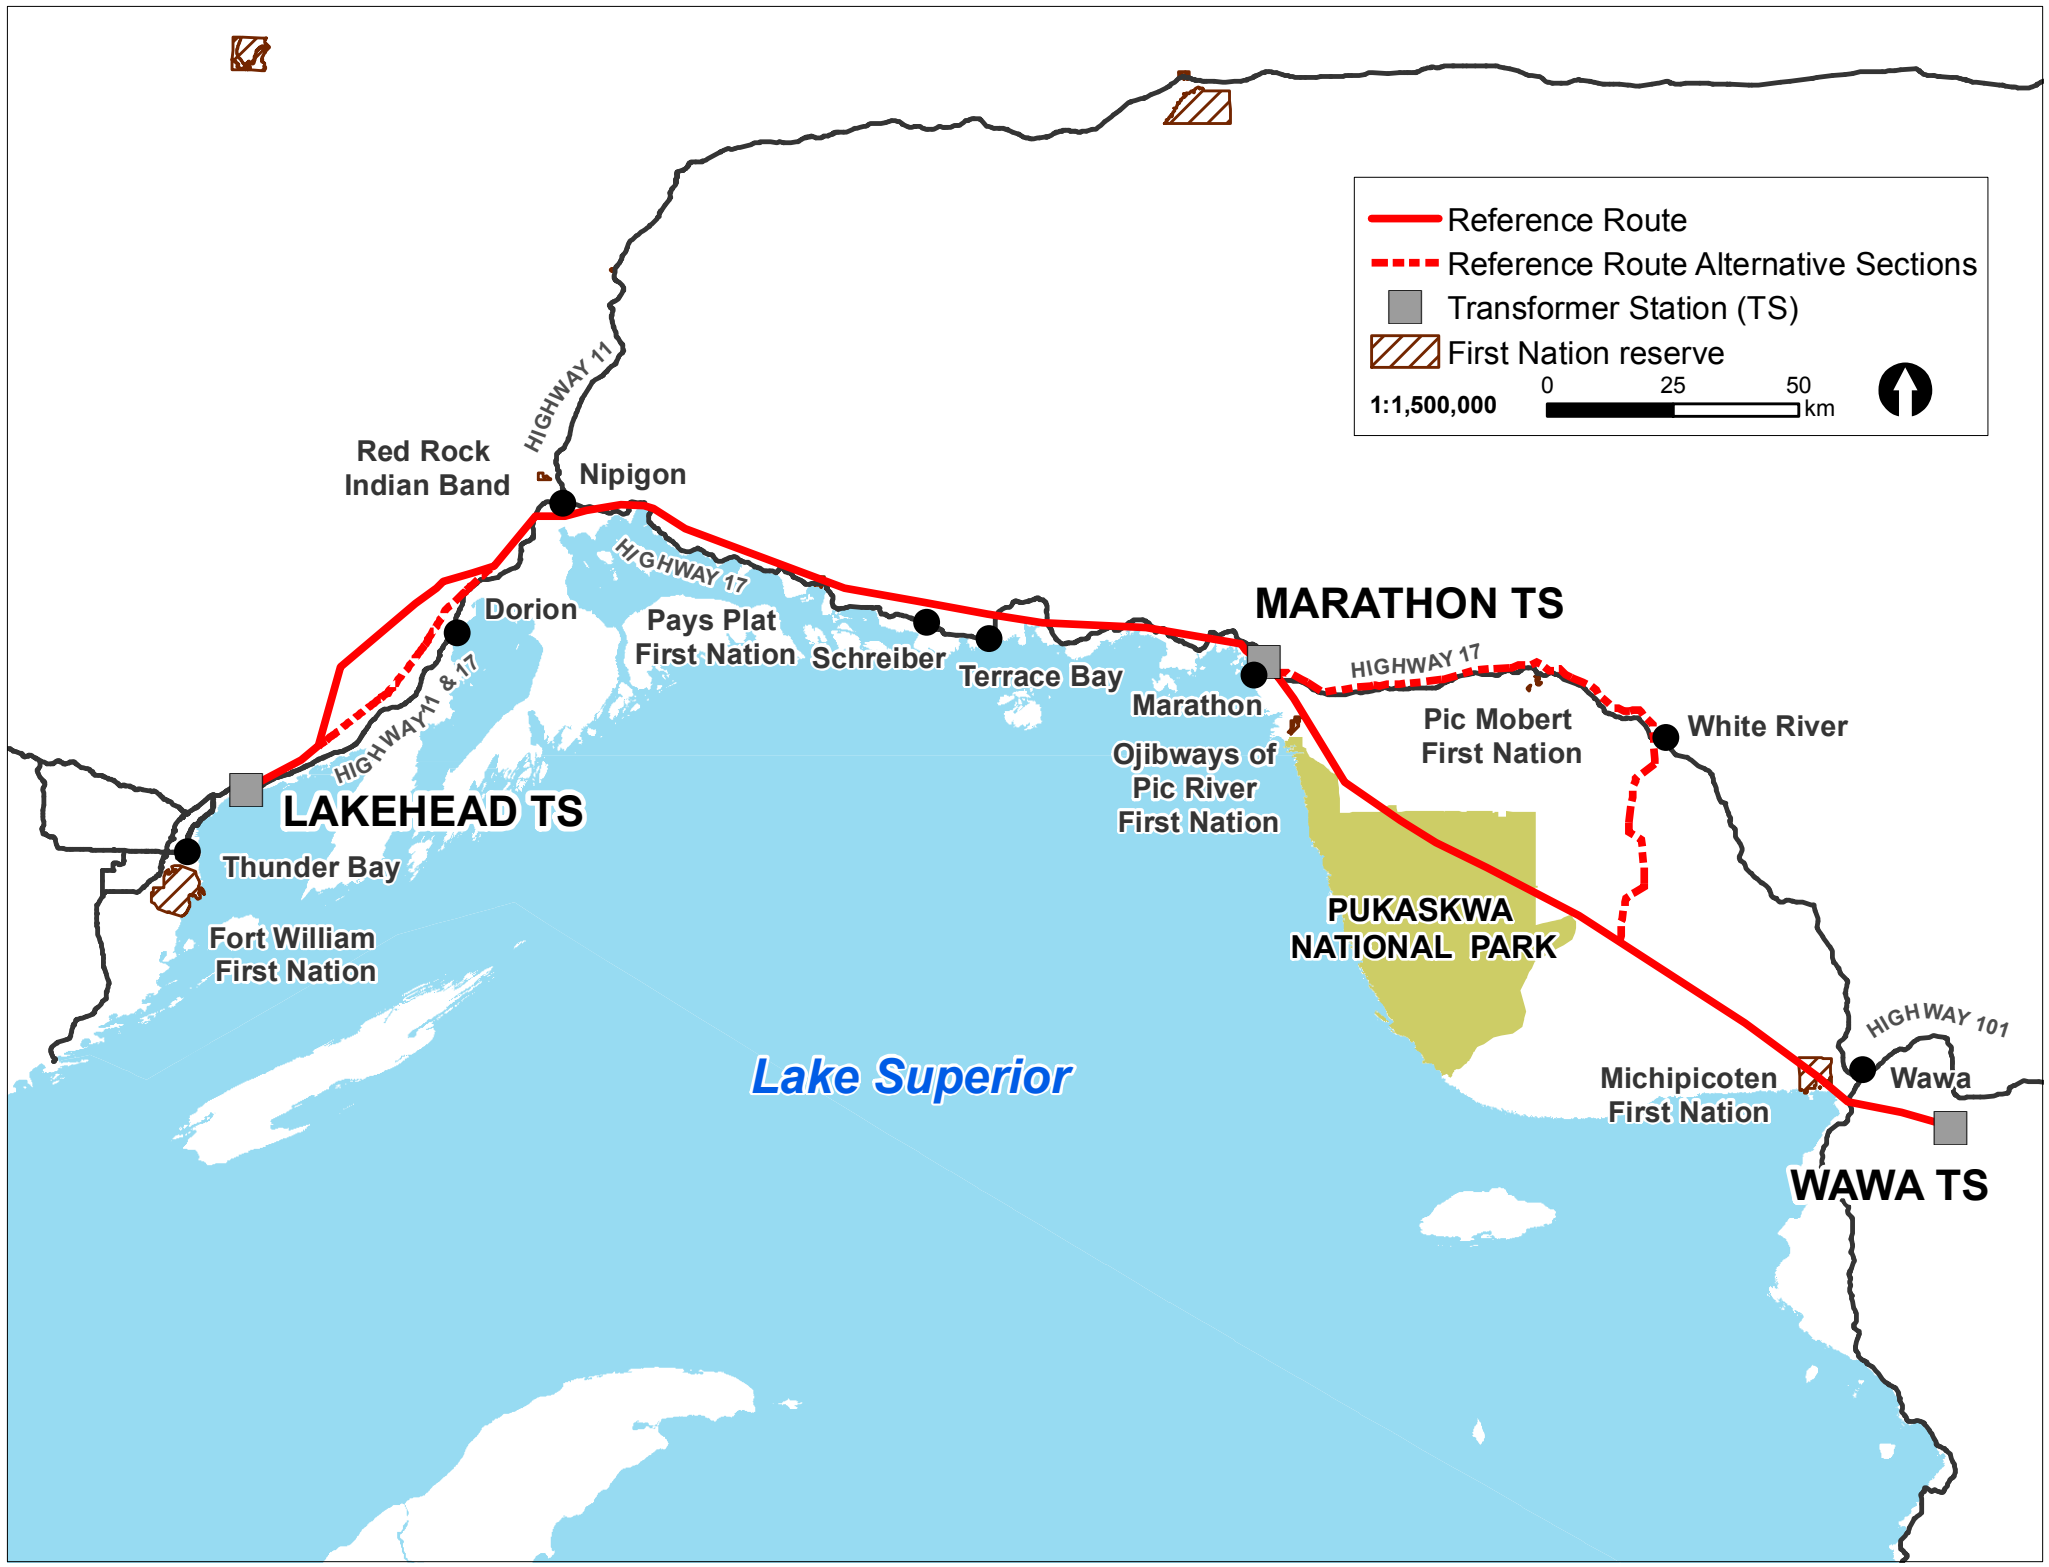 Reference Route
Reference Route Alternative Sections
Transformer Station (TS)
First Nation reserve
0 25 50
1:1,500,000
km
HIGHWAY 11
Red Rock
Indian Band
Nipigon
HIGHWAY 17
Dorion
Pays Plat
First Nation
Schreiber
Terrace Bay
MARATHON TS
HIGHWAY 17
Marathon
Pic Mobert
First Nation
White River
Ojibways of
Pic River
First Nation
HIGHWAY 11 & 17
LAKEHEAD TS
Thunder Bay
Fort William
First Nation
PUKASKWA
NATIONAL PARK
Lake Superior
HIGHWAY 101
Michipicoten
First Nation
Wawa
WAWA TS